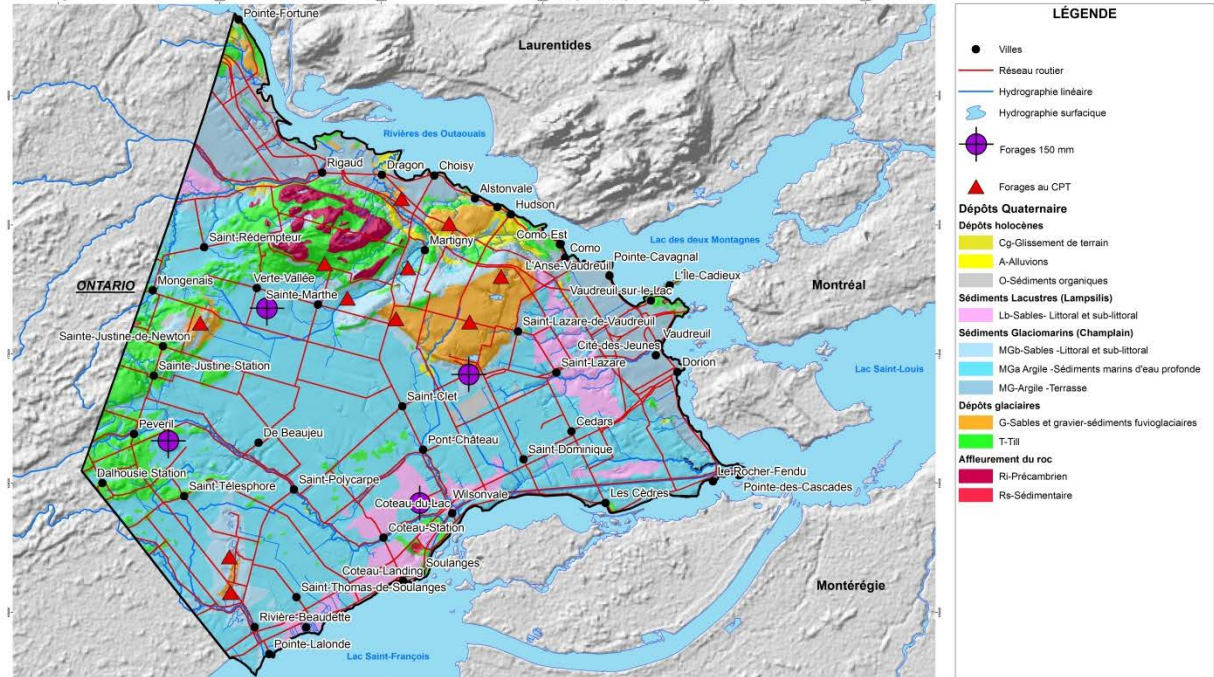 Pointe-Fortune
Laurentides
Rivières des Outaouais
Rigaud
Dragon
Choisy
Alstonvale
Hudson
Saint-Rédempteur
Martigny
Como-Est
Como
Lac des deux Montagnes
Pointe-Cavagnal
L'Anse-Vaudreuil
L'Île-Cadieux
ONTARIO
Mongenais
Verte-Vallée
Sainte-Marthe
Vaudreuil-sur-le-Lac
Montréal
Sainte-Justine-de-Newton
Saint-Lazare-de-Vaudreuil
Vaudreuil
Cité-des-Jeunes
Sainte-Justine-Station
Saint-Lazare
Dorion
Lac Saint-Louis
Saint-Clet
Peveril
De Beaujeu
Pont-Château
Cedars
Saint-Dominique
Dalhousie Station
Saint-Télesphore
Saint-Polycarpe
Wilsonvale
Le Rocher-Fendu
Pointe-des-Cascades
Coteau-du-Lac
Les Cèdres
Coteau-Station
Soulanges
Coteau-Landing
Saint-Thomas-de-Soulanges
Montérégie
Rivière-Beaudette
Pointe-Lalonde
Lac Saint-François
LÉGENDE
Villes
Réseau routier
Hydrographie linéaire
Hydrographie surfacique
Forages 150 mm
Forages au CPT
Dépôts Quaternaire
Dépôts holocènes
Cg-Glissement de terrain
A-Alluvions
O-Sédiments organiques
Sédiments Lacustres (Lampsilis)
Lb-Sables- Littoral et sub-littoral
Sédiments Glaciomarins (Champlain)
MGb-Sables -Littoral et sub-littoral
MGa Argile -Sédiments marins d'eau profonde
MG-Argile -Terrasse
Dépôts glaciaires
G-Sables et gravier-sédiments fuvioglaciaires
T-Till
Affleurement du roc
Ri-Précambrien
Rs-Sédimentaire